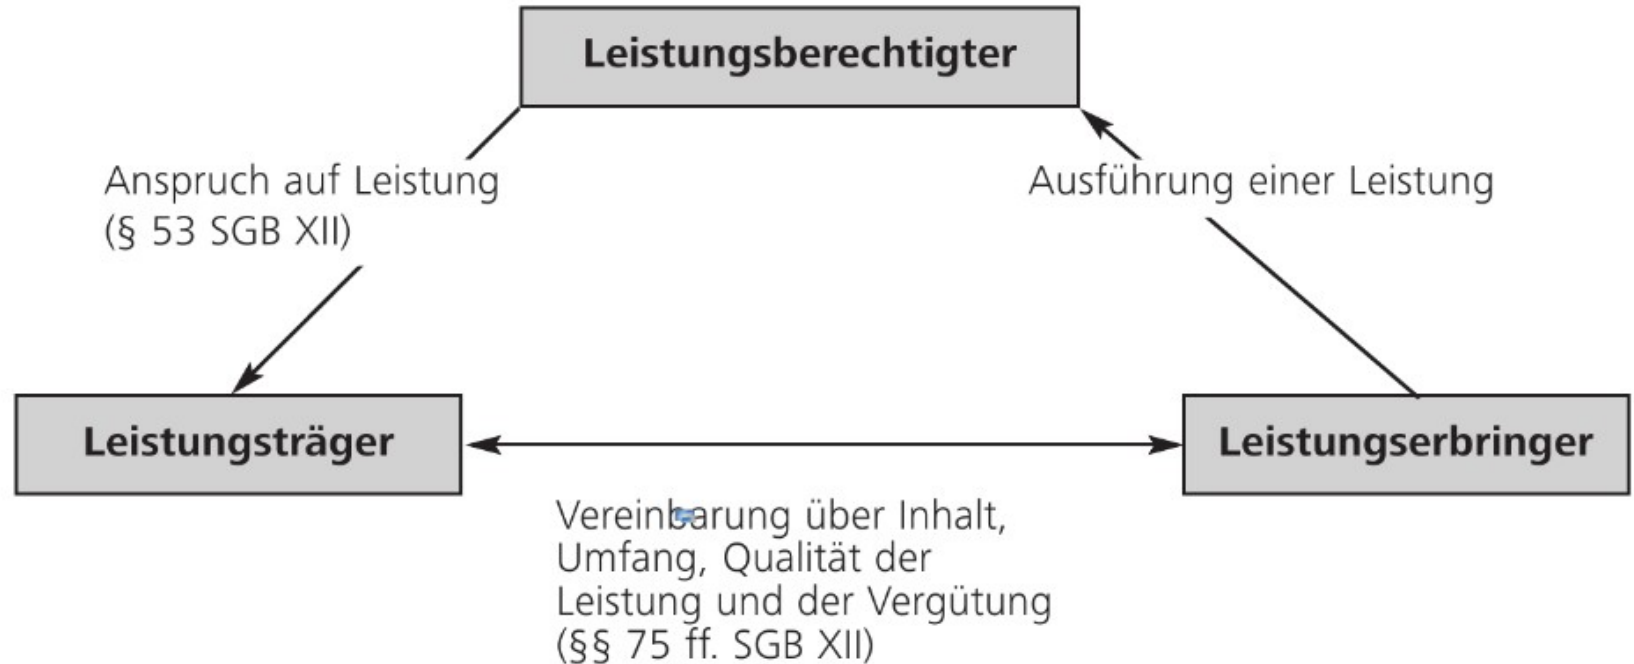 Leistungsberechtigter
Anspruch auf Leistung
(§ 53 SGB XII)
Ausführung einer Leistung
Leistungsträger
Leistungserbringer
Vereinbarung über Inhalt,
Umfang, Qualität der
Leistung und der Vergütung
(§§ 75 ff. SGB XII)